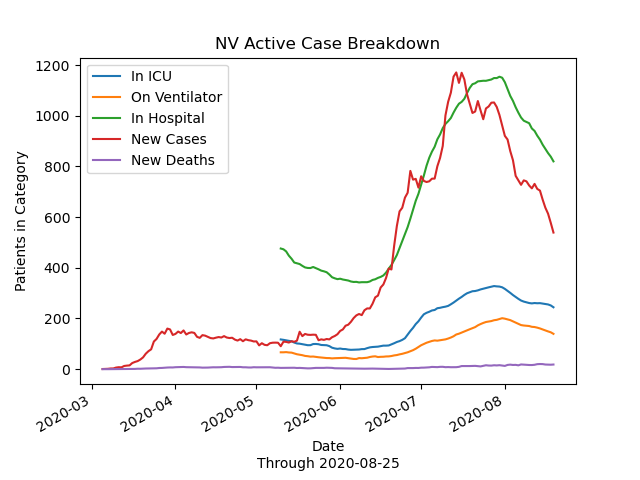 NV Active Case Breakdown
In ICU
On Ventilator
In Hospital
New Cases
New Deaths
Patients in Category
1200
1000
800
600
400
200
0
2020-03
2020-04
2020-05
2020-06
2020-07
2020-08
Date
Through 2020-08-25